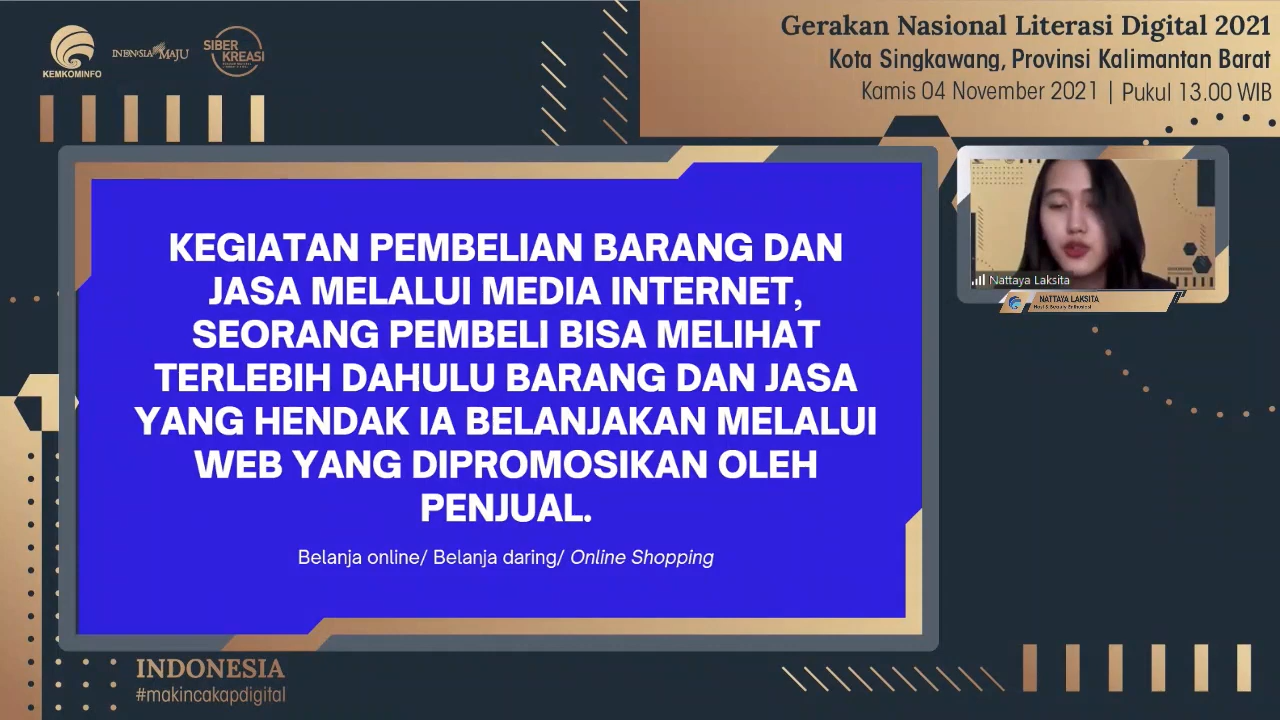 KEMKOMINFO
INDONESIA MAJU
SIBER
KREASI
Gerakan Nasional Literasi Digital 2021
Kota Singkawang, Provinsi Kalimantan Barat
Kamis 04 November 2021 | Pukul 13.00 WIB
KEGIATAN PEMBELIAN BARANG DAN
JASA MELALUI MEDIA INTERNET,
SEORANG PEMBELI BISA MELIHAT
TERLEBIH DAHULU BARANG DAN JASA
YANG HENDAK IA BELANJAKAN MELALUI
WEB YANG DIPROMOSIKAN OLEH
PENJUAL.
Belanja online/ Belanja daring/ Online Shopping
Nattaya Laksita
NATTAYA LAKSITA
Host & Beauty Enthusiast
INDONESIA
#makincakapdigital